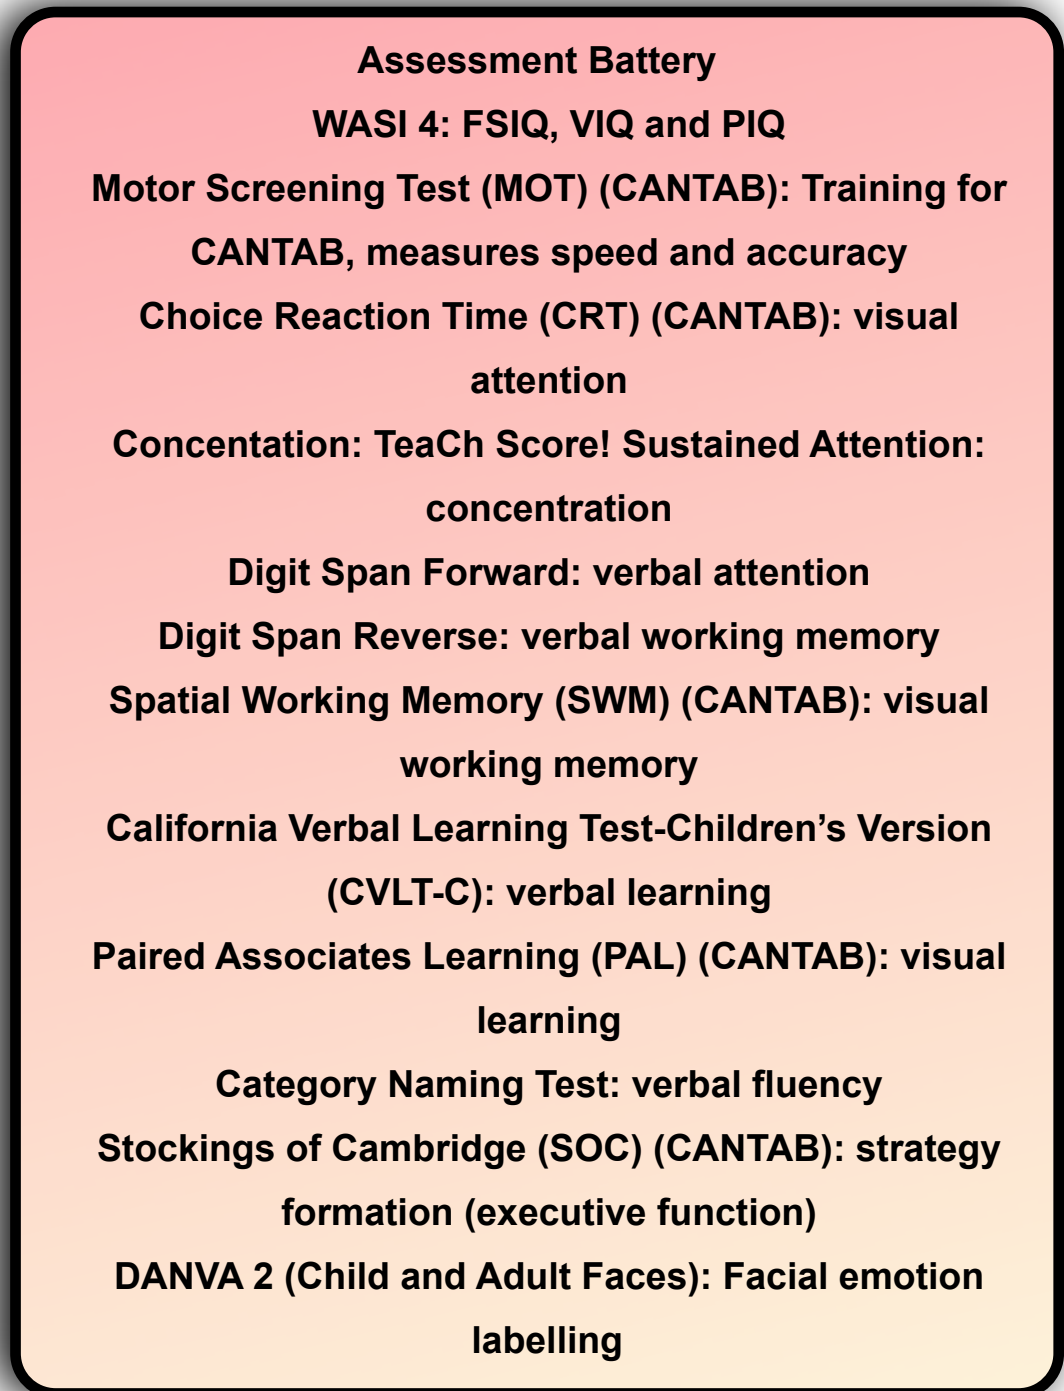 Assessment Battery
WASI 4: FSIQ, VIQ and PIQ
Motor Screening Test (MOT) (CANTAB): Training for
CANTAB, measures speed and accuracy
Choice Reaction Time (CRT) (CANTAB): visual
attention
Concentation: TeaCh Score! Sustained Attention:
concentration
Digit Span Forward: verbal attention
Digit Span Reverse: verbal working memory
Spatial Working Memory (SWM) (CANTAB): visual
working memory
California Verbal Learning Test-Children’s Version
(CVLT-C): verbal learning
Paired Associates Learning (PAL) (CANTAB): visual
learning
Category Naming Test: verbal fluency
Stockings of Cambridge (SOC) (CANTAB): strategy
formation (executive function)
DANVA 2 (Child and Adult Faces): Facial emotion
labelling